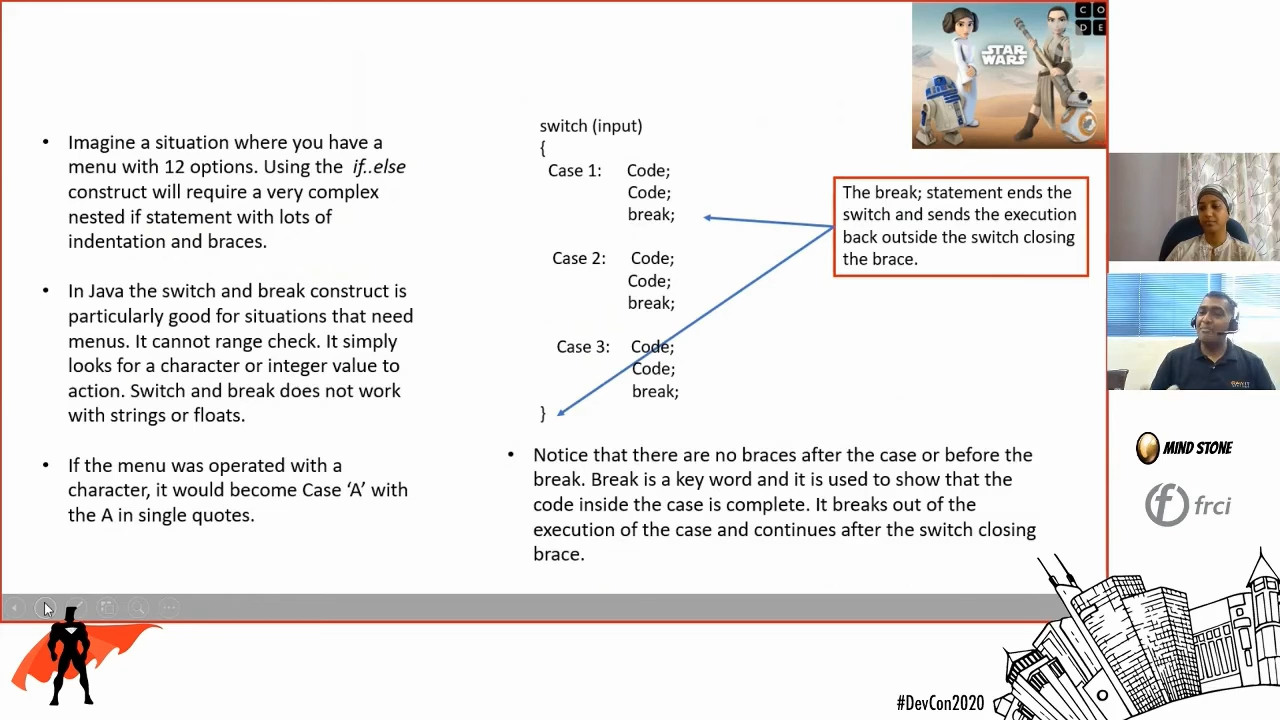 C O
D E
STAR
WARS
• Imagine a situation where you have a
menu with 12 options. Using the if..else
construct will require a very complex
nested if statement with lots of
indentation and braces.
• In Java the switch and break construct is
particularly good for situations that need
menus. It cannot range check. It simply
looks for a character or integer value to
action. Switch and break does not work
with strings or floats.
• If the menu was operated with a
character, it would become Case ‘A’ with
the A in single quotes.
switch (input)
{
Case 1: Code;
Code;
break;
Case 2: Code;
Code;
break;
Case 3: Code;
Code;
break;
}
The break; statement ends the
switch and sends the execution
back outside the switch closing
the brace.
• Notice that there are no braces after the case or before the
break. Break is a key word and it is used to show that the
code inside the case is complete. It breaks out of the
execution of the case and continues after the switch closing
brace.
MIND STONE
frci
#DevCon2020